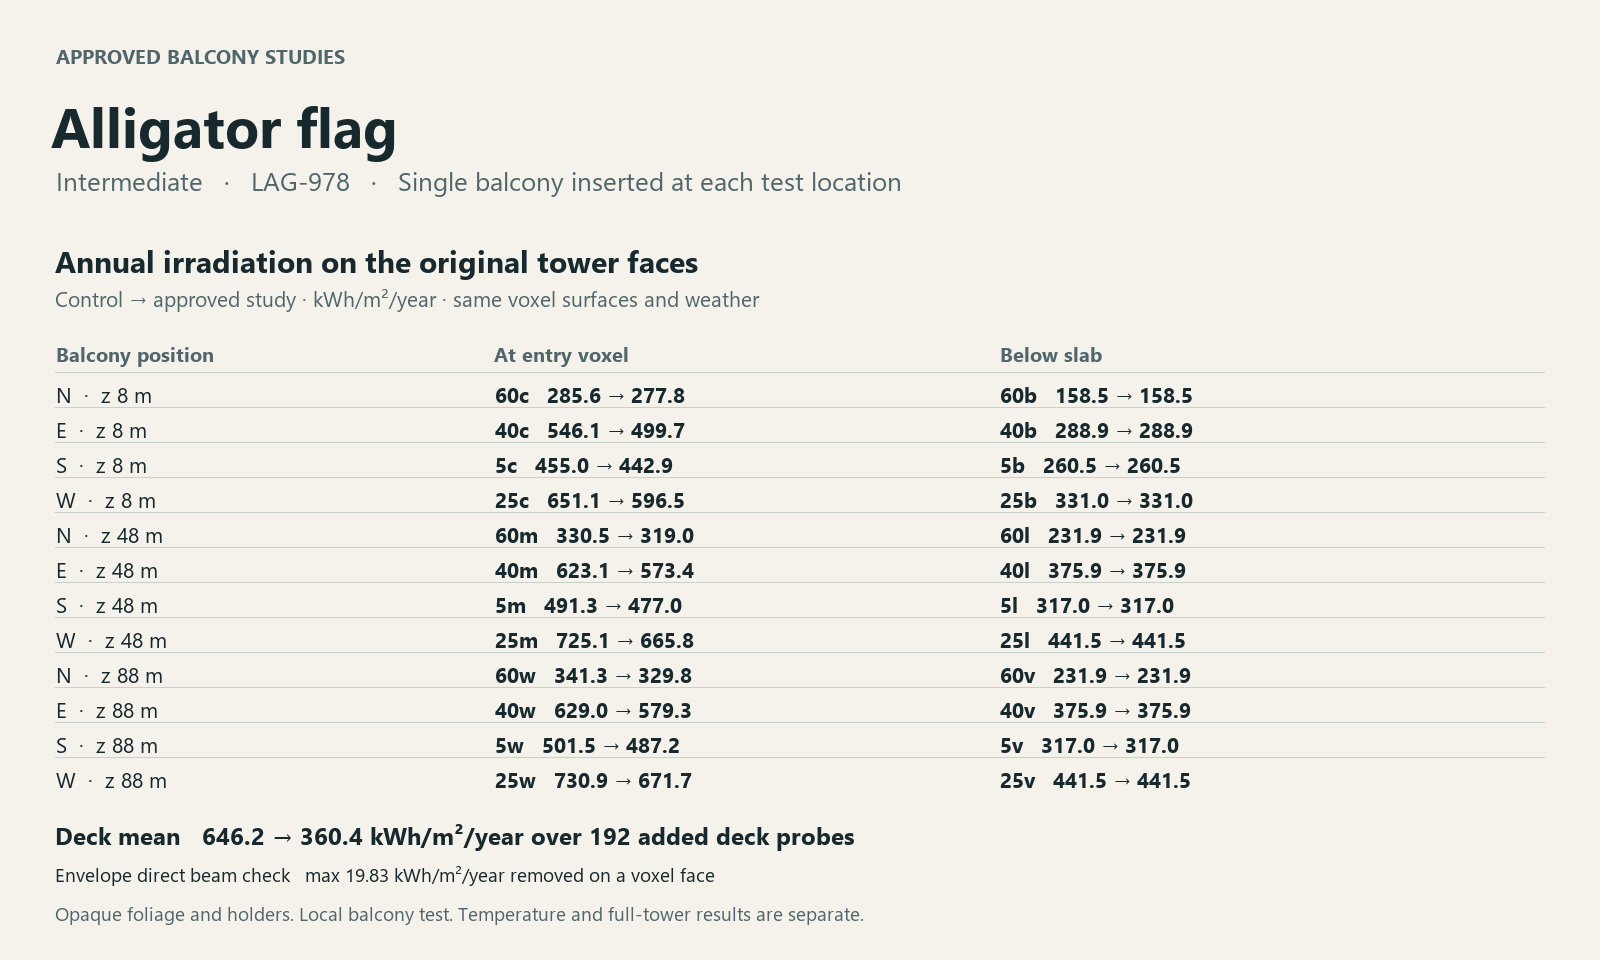 APPROVED BALCONY STUDIES
Alligator flag
Intermediate · LAG-978 · Single balcony inserted at each test location
Annual irradiation on the original tower faces
Control → approved study · kWh/m²/year · same voxel surfaces and weather
Balcony position At entry voxel Below slab
N · z 8 m 60c 285.6 → 277.8 60b 158.5 → 158.5
E · z 8 m 40c 546.1 → 499.7 40b 288.9 → 288.9
S · z 8 m 5c 455.0 → 442.9 5b 260.5 → 260.5
W · z 8 m 25c 651.1 → 596.5 25b 331.0 → 331.0
N · z 48 m 60m 330.5 → 319.0 60l 231.9 → 231.9
E · z 48 m 40m 623.1 → 573.4 40l 375.9 → 375.9
S · z 48 m 5m 491.3 → 477.0 5l 317.0 → 317.0
W · z 48 m 25m 725.1 → 665.8 25l 441.5 → 441.5
N · z 88 m 60w 341.3 → 329.8 60v 231.9 → 231.9
E · z 88 m 40w 629.0 → 579.3 40v 375.9 → 375.9
S · z 88 m 5w 501.5 → 487.2 5v 317.0 → 317.0
W · z 88 m 25w 730.9 → 671.7 25v 441.5 → 441.5
Deck mean 646.2 → 360.4 kWh/m²/year over 192 added deck probes
Envelope direct beam check max 19.83 kWh/m²/year removed on a voxel face
Opaque foliage and holders. Local balcony test. Temperature and full-tower results are separate.